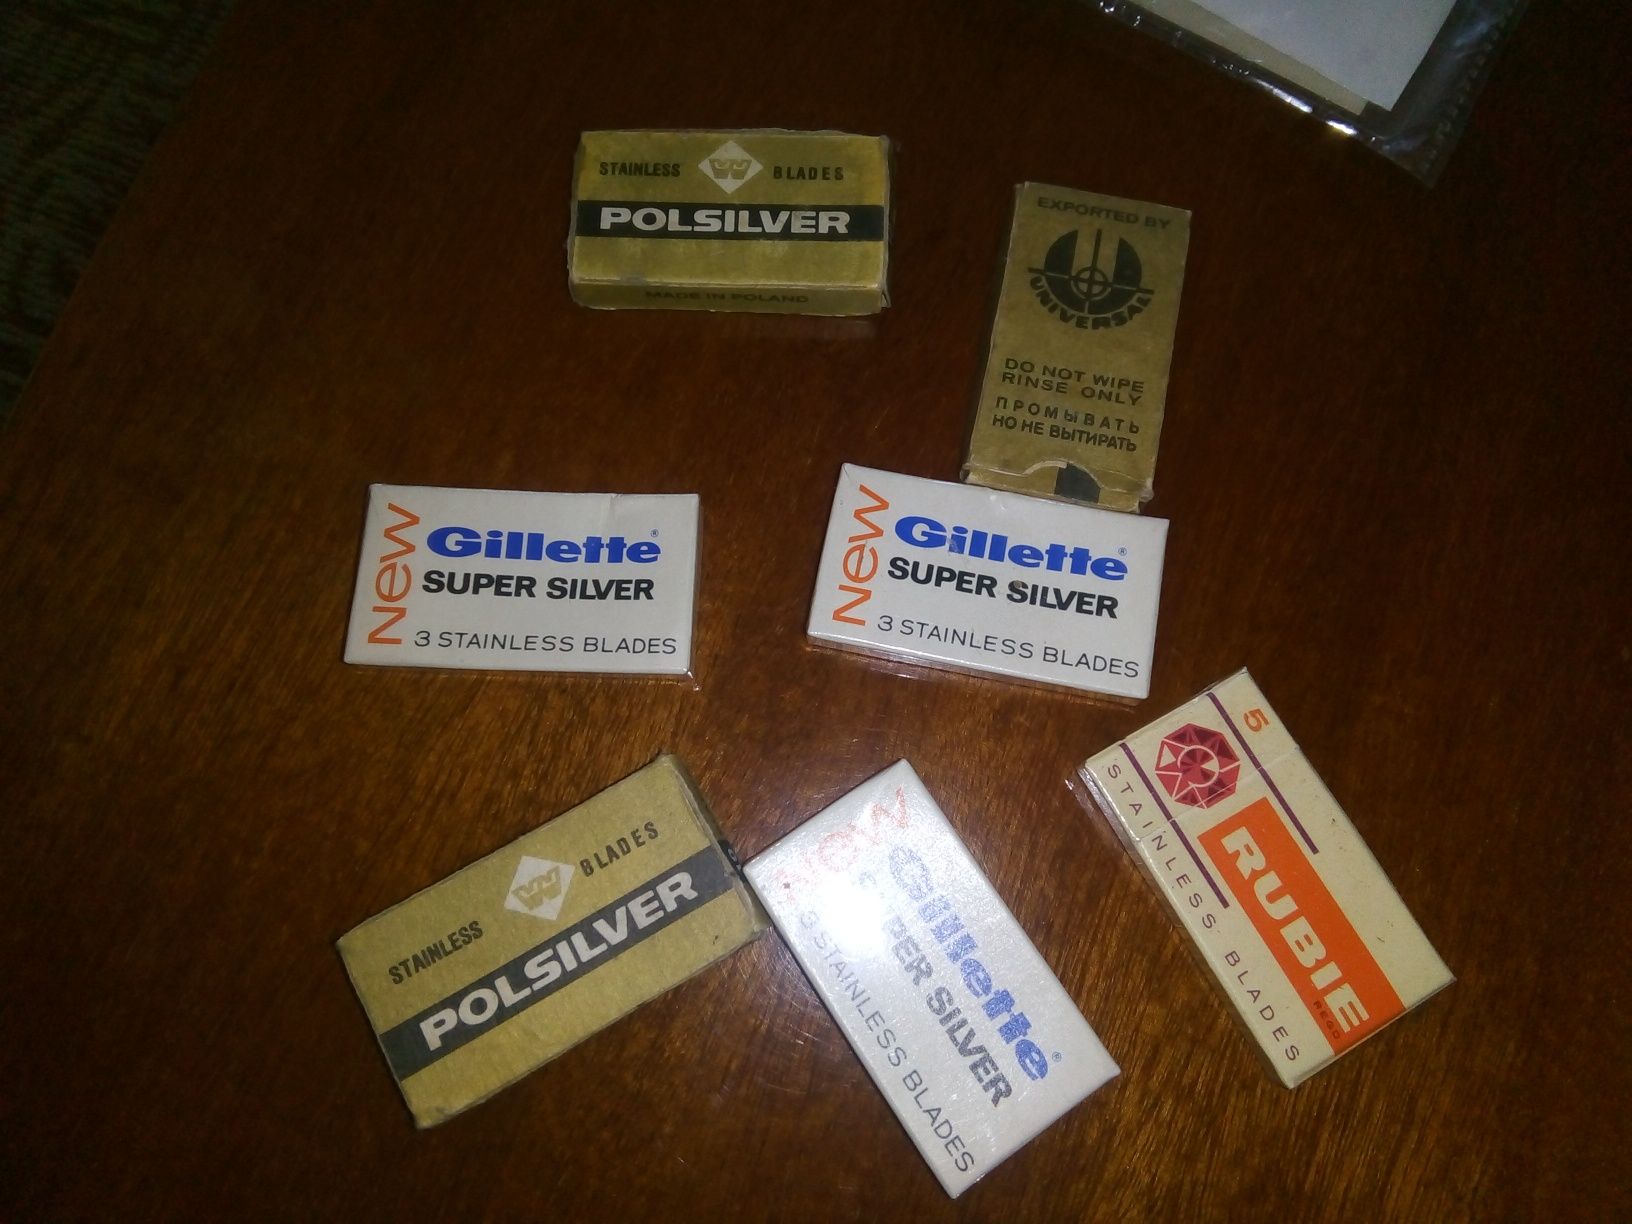 STAINLESS BLADES
POLSILVER
MADE IN POLAND
EXPORTED BY
UNIVERSAL
DO NOT WIPE
RINSE ONLY
ПРОМЫВАТЬ
НО НЕ ВЫТИРАТЬ
New
Gillette®
SUPER SILVER
3 STAINLESS BLADES
New
Gillette®
SUPER SILVER
3 STAINLESS BLADES
STAINLESS BLADES
POLSILVER
New
Gillette®
SUPER SILVER
3 STAINLESS BLADES
5
RUBIE
REGD
STAINLESS BLADES